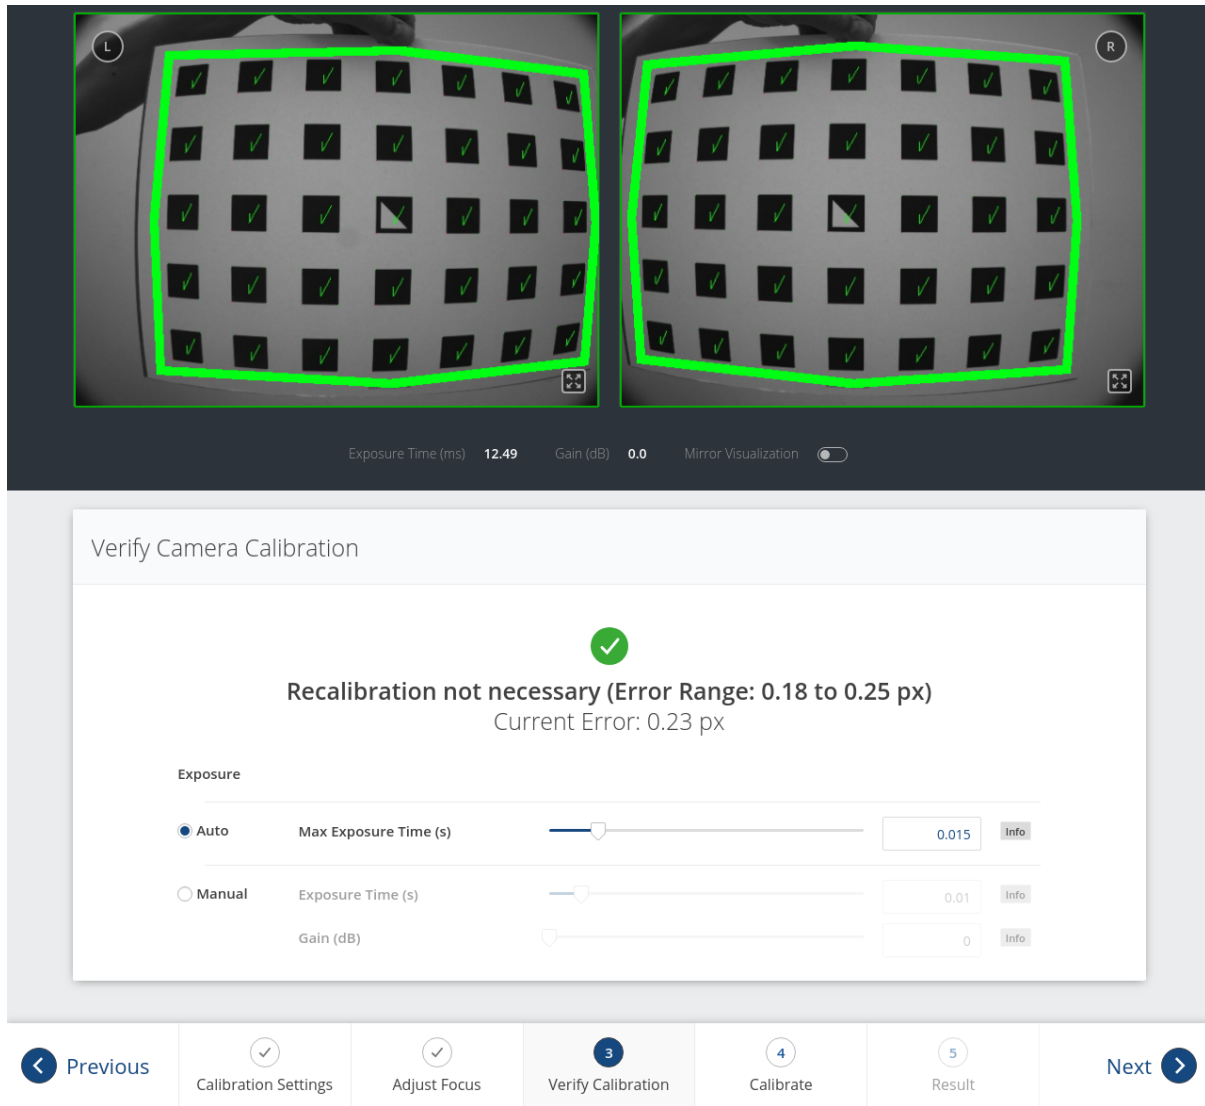 L
R
Exposure Time (ms) 12.49 Gain (dB) 0.0 Mirror Visualization
Verify Camera Calibration
Recalibration not necessary (Error Range: 0.18 to 0.25 px)
Current Error: 0.23 px
Exposure
Auto Max Exposure Time (s) 0.015 Info
Manual Exposure Time (s) 0.01 Info
Gain (dB) 0 Info
Previous
Calibration Settings
Adjust Focus
3
Verify Calibration
4
Calibrate
5
Result
Next